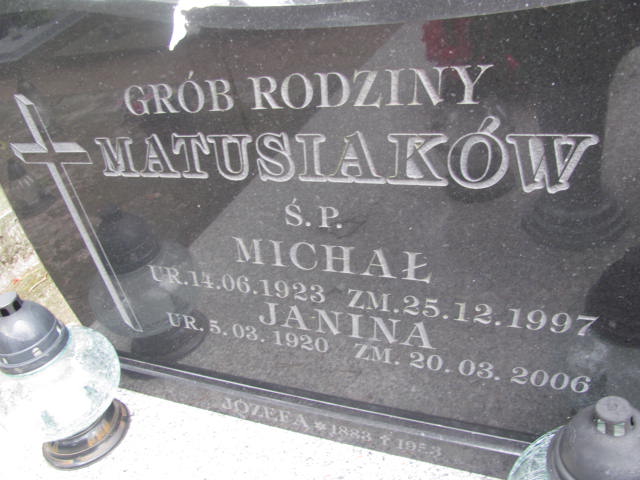 GRÓB RODZINY
MATUSIAKÓW
Ś.P.
MICHAŁ
UR.14.06.1923 ZM.25.12.1997
JANINA
UR. 5.03.1920 ZM. 20.03.2006
JÓZEFA * 1883 †